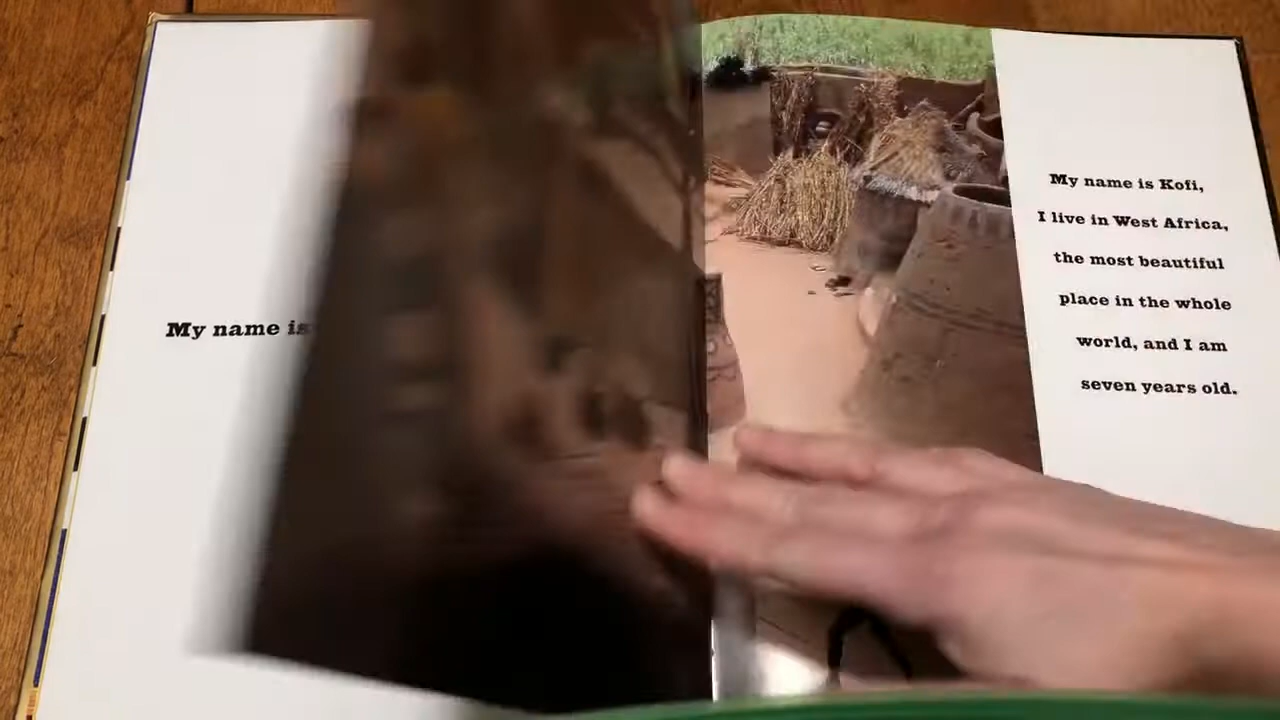 My name is
My name is Kofi,
I live in West Africa,
the most beautiful
place in the whole
world, and I am
seven years old.